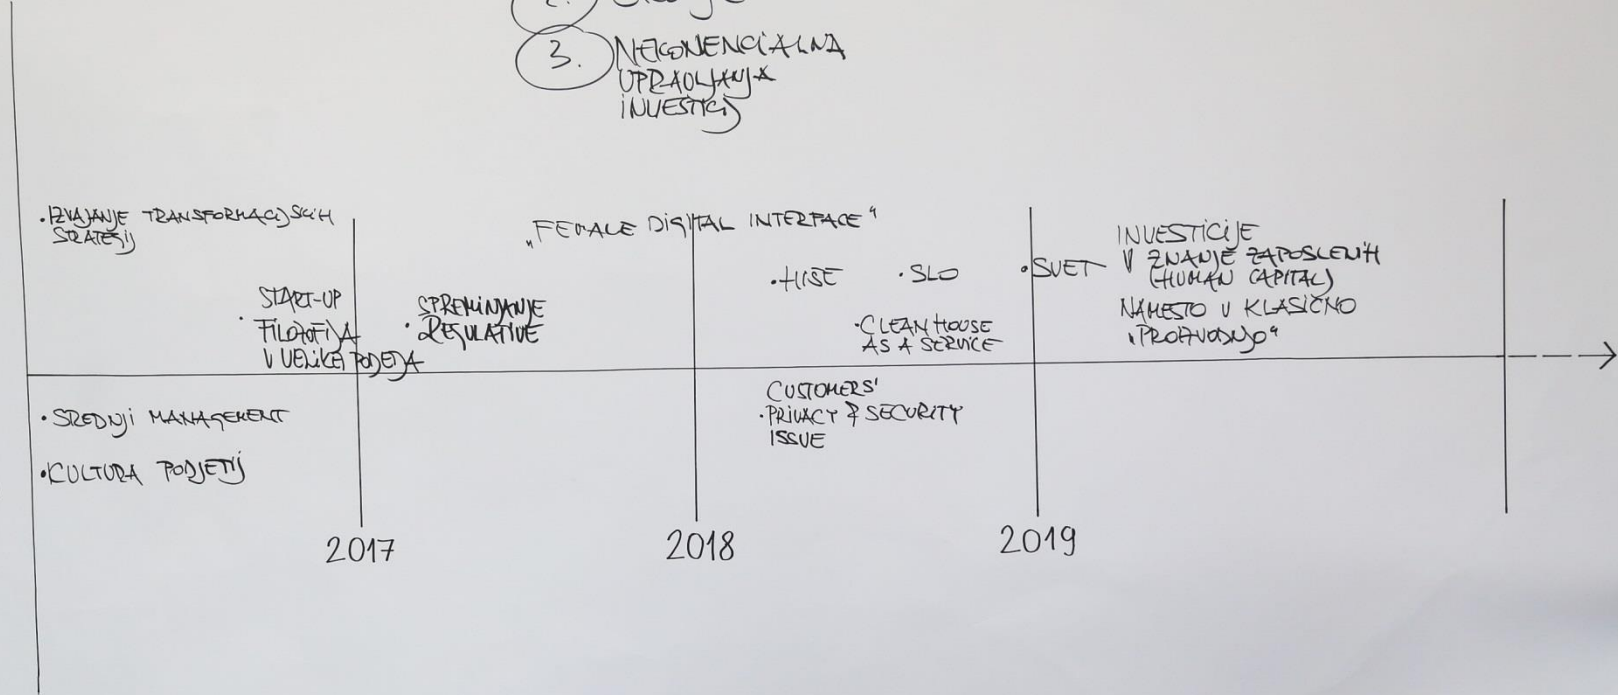 2.
3. NEKONENCIALNA
UPRAVLJANJA
INVESTICIJ
• IZVAJANJE TRANSFORMACIJSKIH
STRATEGIJ
• START-UP
FILOZOFIJA
V VELIKA PODJETJA
• SPREMINJANJE
REGULATIVE
„FEMALE DIGITAL INTERFACE“
• HIŠE
• SLO
• SVET
• CLEAN HOUSE
AS A SERVICE
INVESTICIJE
V ZNANJE ZAPOSLENIH
(HUMAN CAPITAL)
NAMESTO V KLASIČNO
„PROIZVODNJO“
• SREDNJI MANAGEMENT
• KULTURA PODJETIJ
CUSTOMERS'
• PRIVACY & SECURITY
ISSUE
2017
2018
2019